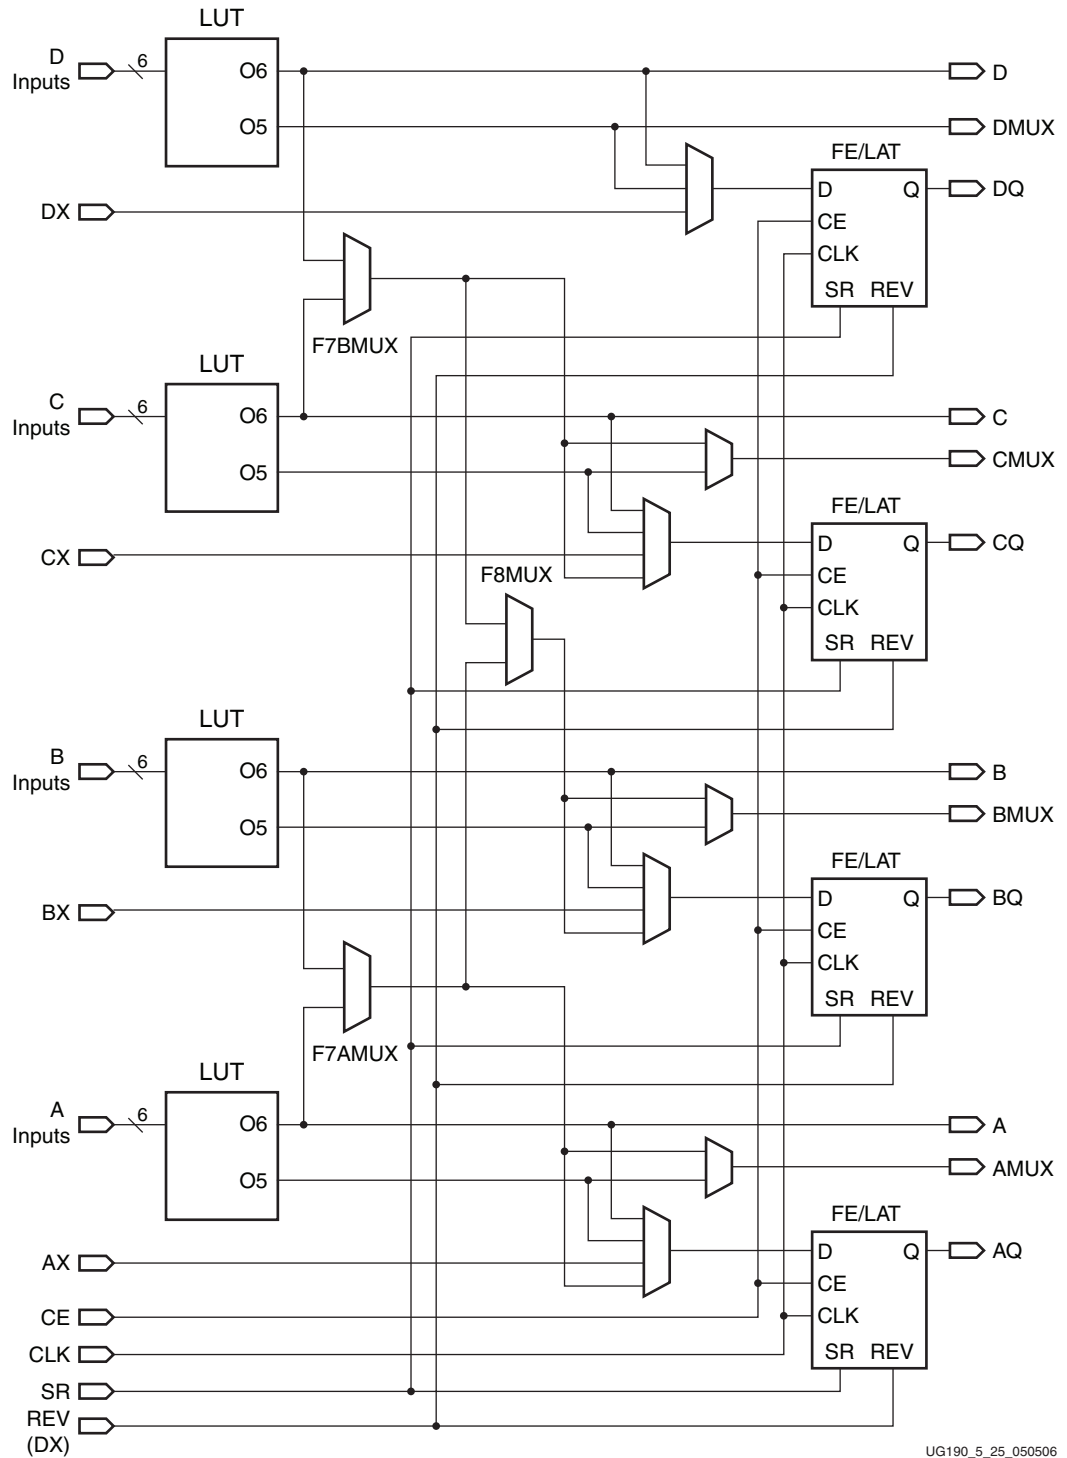 LUT
D
Inputs
6
O6
D
O5
DMUX
FE/LAT
DX
D
Q
DQ
CE
CLK
SR REV
F7BMUX
LUT
C
Inputs
6
O6
C
O5
CMUX
FE/LAT
CX
D
Q
CQ
F8MUX
CE
CLK
SR REV
LUT
B
Inputs
6
O6
B
O5
BMUX
FE/LAT
BX
D
Q
BQ
CE
CLK
SR REV
F7AMUX
LUT
A
Inputs
6
O6
A
O5
AMUX
FE/LAT
AX
D
Q
AQ
CE
CE
CLK
CLK
SR REV
SR
REV
(DX)
UG190_5_25_050506